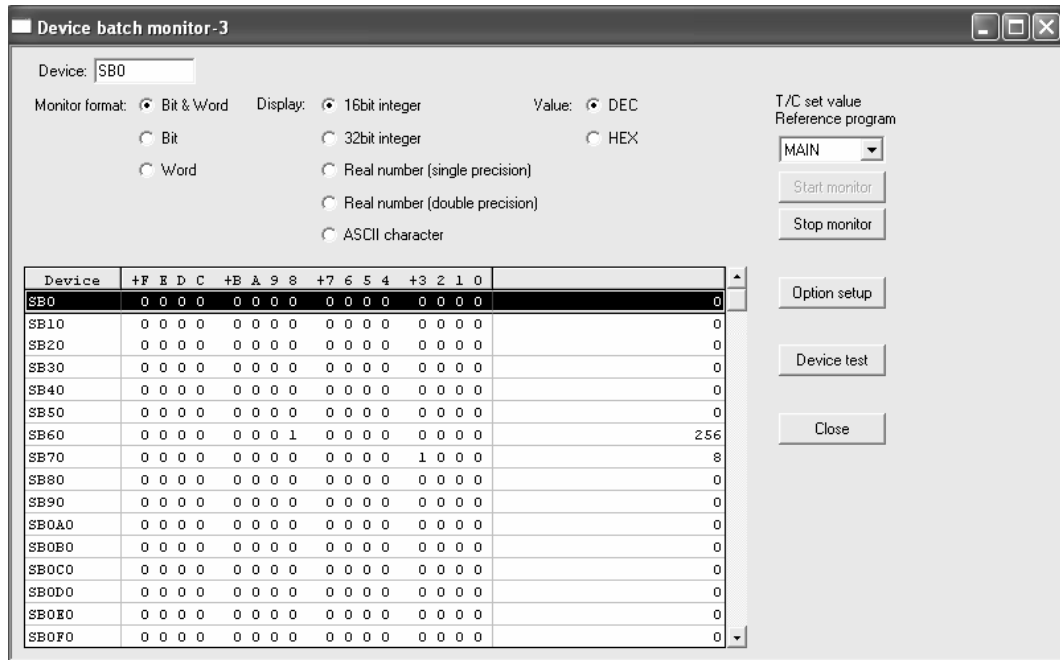 Device batch monitor-3
Device: SB0
Monitor format: Bit & Word Display: 16bit integer Value: DEC T/C set value
Reference program
Bit 32bit integer HEX MAIN
Word Real number (single precision) Start monitor
Real number (double precision) Stop monitor
ASCII character
Device +F E D C +B A 9 8 +7 6 5 4 +3 2 1 0
SB0 0 0 0 0 0 0 0 0 0 0 0 0 0 0 0 0 0 Option setup
SB10 0 0 0 0 0 0 0 0 0 0 0 0 0 0 0 0 0
SB20 0 0 0 0 0 0 0 0 0 0 0 0 0 0 0 0 0
SB30 0 0 0 0 0 0 0 0 0 0 0 0 0 0 0 0 0 Device test
SB40 0 0 0 0 0 0 0 0 0 0 0 0 0 0 0 0 0
SB50 0 0 0 0 0 0 0 0 0 0 0 0 0 0 0 0 0
SB60 0 0 0 0 0 0 0 1 0 0 0 0 0 0 0 0 256 Close
SB70 0 0 0 0 0 0 0 0 0 0 0 0 1 0 0 0 8
SB80 0 0 0 0 0 0 0 0 0 0 0 0 0 0 0 0 0
SB90 0 0 0 0 0 0 0 0 0 0 0 0 0 0 0 0 0
SB0A0 0 0 0 0 0 0 0 0 0 0 0 0 0 0 0 0 0
SB0B0 0 0 0 0 0 0 0 0 0 0 0 0 0 0 0 0 0
SB0C0 0 0 0 0 0 0 0 0 0 0 0 0 0 0 0 0 0
SB0D0 0 0 0 0 0 0 0 0 0 0 0 0 0 0 0 0 0
SB0E0 0 0 0 0 0 0 0 0 0 0 0 0 0 0 0 0 0
SB0F0 0 0 0 0 0 0 0 0 0 0 0 0 0 0 0 0 0